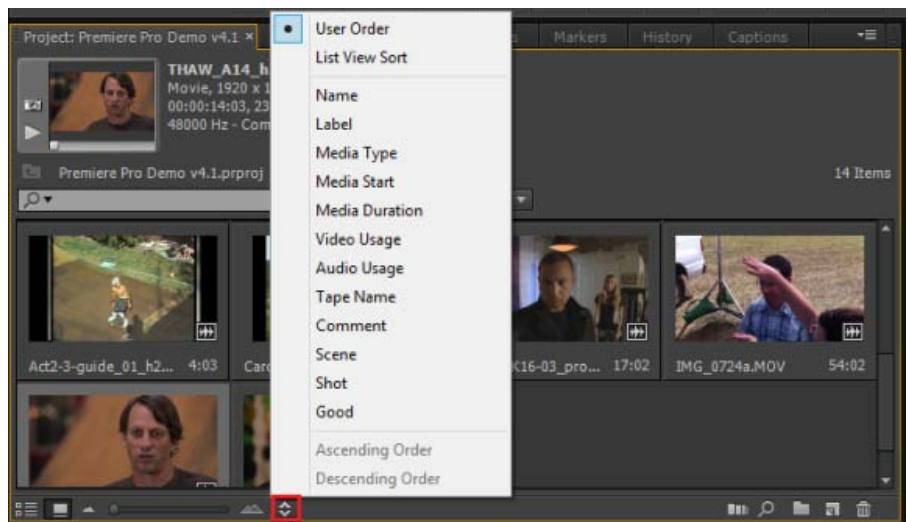 Project: Premiere Pro Demo v4.1 ×
Markers
History
Captions
THAW_A14_h
Movie, 1920 x 1
00:00:14:03, 23
48000 Hz - Com
Premiere Pro Demo v4.1.prproj
14 Items
User Order
List View Sort
Name
Label
Media Type
Media Start
Media Duration
Video Usage
Audio Usage
Tape Name
Comment
Scene
Shot
Good
Ascending Order
Descending Order
Act2-3-guide_01_h2... 4:03
Caro
K16-03_pro... 17:02
IMG_0724a.MOV 54:02